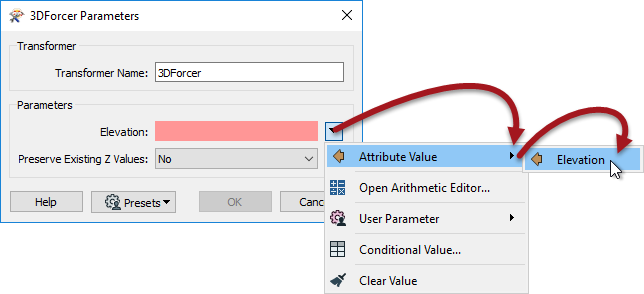 3DForcer Parameters
Transformer
Transformer Name: 3DForcer
Parameters
Elevation:
Preserve Existing Z Values: No
Help Presets OK Canc
Attribute Value
Elevation
Open Arithmetic Editor...
User Parameter
Conditional Value...
Clear Value